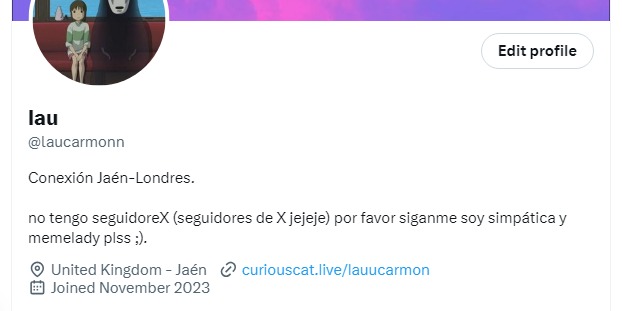 Edit profile
lau
@laucarmonn
Conexión Jaén-Londres.
no tengo seguidoreX (seguidores de X jejeje) por favor siganme soy simpática y
memelady plss ;).
United Kingdom - Jaén curiouscat.live/lauucarmon
Joined November 2023